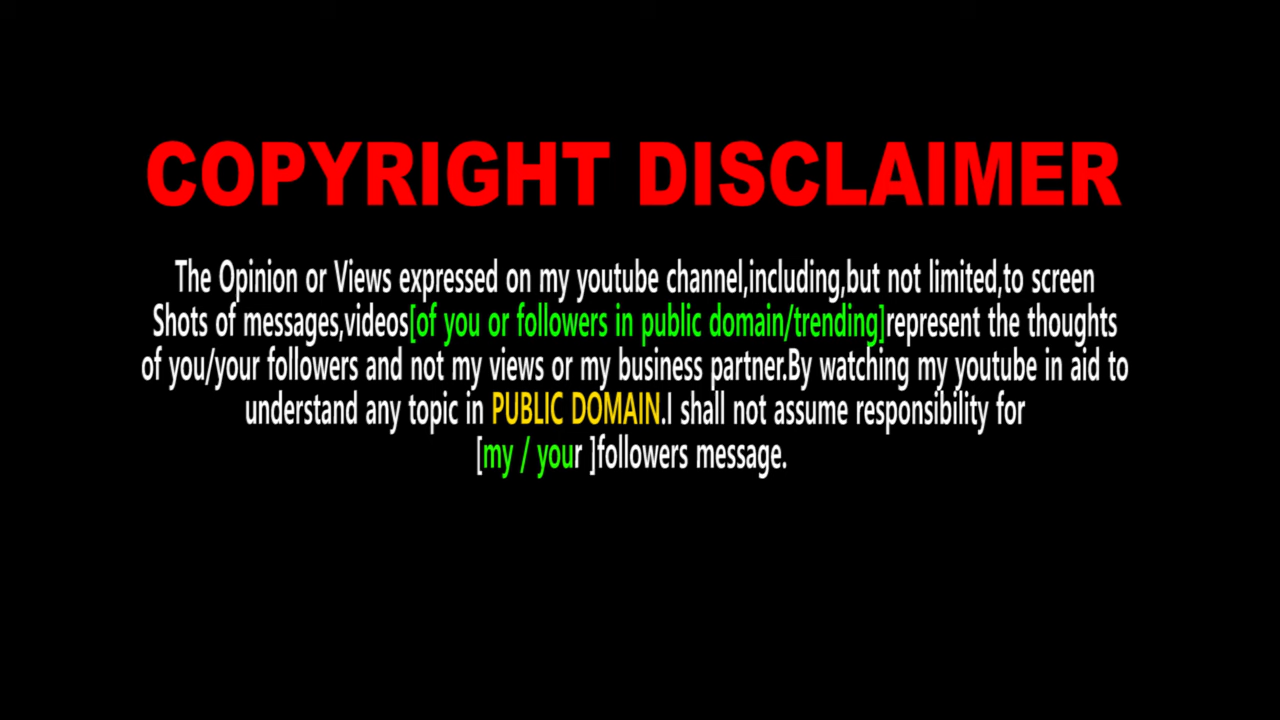 COPYRIGHT DISCLAIMER
The Opinion or Views expressed on my youtube channel,including,but not limited,to screen
Shots of messages,videos[of you or followers in public domain/trending]represent the thoughts
of you/your followers and not my views or my business partner.By watching my youtube in aid to
understand any topic in PUBLIC DOMAIN.I shall not assume responsibility for
[my / your ]followers message.